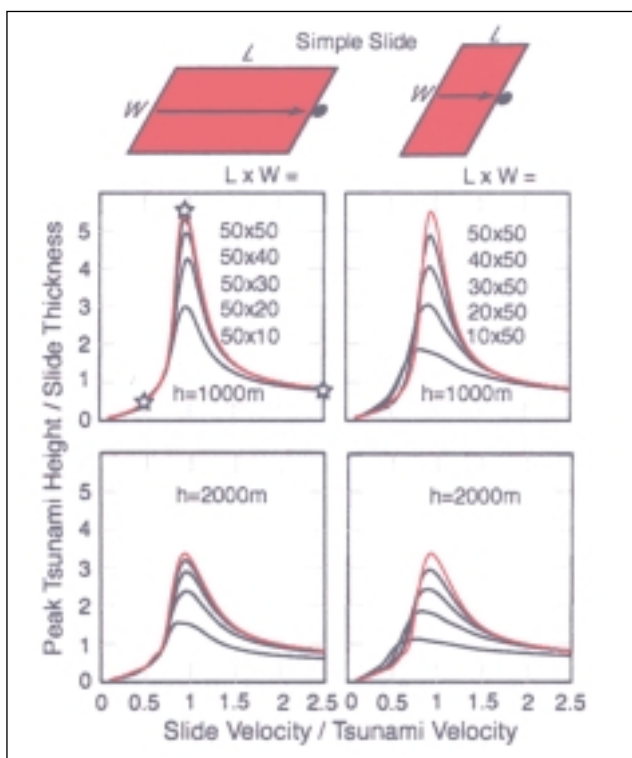 Simple Slide
L
W
L
W
L x W =
L x W =
Peak Tsunami Height / Slide Thickness
5
4
3
2
1
0
50x50
50x40
50x30
50x20
50x10
h=1000m
50x50
40x50
30x50
20x50
10x50
h=1000m
5
4
3
2
1
0
h=2000m
h=2000m
0 0.5 1 1.5 2 2.5
0 0.5 1 1.5 2 2.5
Slide Velocity / Tsunami Velocity